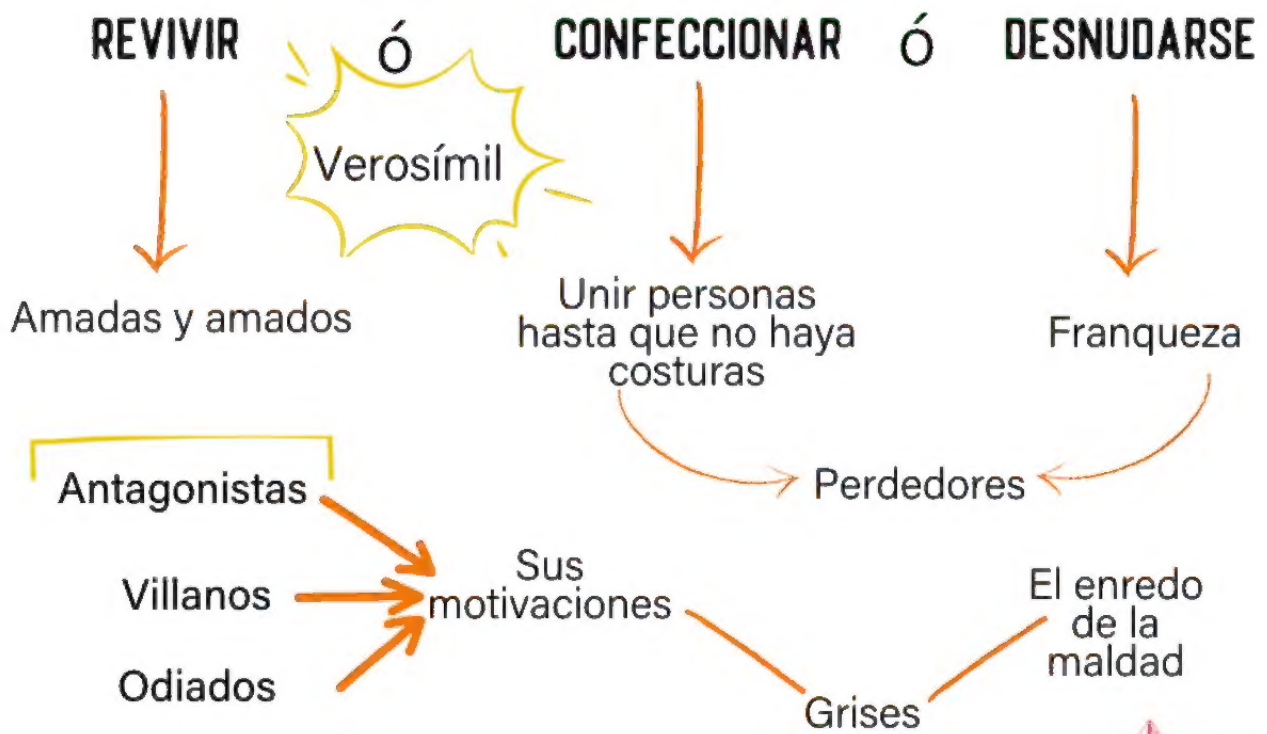 REVIVIR Ó CONFECCIONAR Ó DESNUDARSE
Verosímil
Amadas y amados
Unir personas
hasta que no haya
costuras
Franqueza
Perdedores
Antagonistas
Villanos
Odiados
Sus
motivaciones
Grises
El enredo
de la
maldad